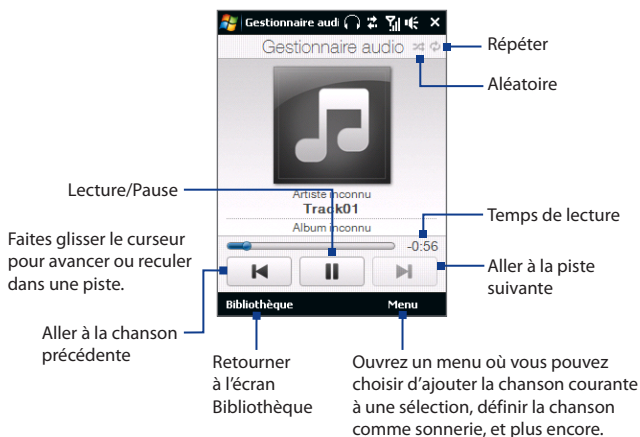 Gestionnaire audi
Gestionnaire audio
Répéter
Aléatoire
Lecture/Pause
Artiste inconnu
Track01
Album inconnu
Temps de lecture
-0:56
Faites glisser le curseur
pour avancer ou reculer
dans une piste.
Aller à la piste
suivante
Bibliothèque
Menu
Aller à la chanson
précédente
Retourner
à l’écran
Bibliothèque
Ouvrez un menu où vous pouvez
choisir d’ajouter la chanson courante
à une sélection, définir la chanson
comme sonnerie, et plus encore.